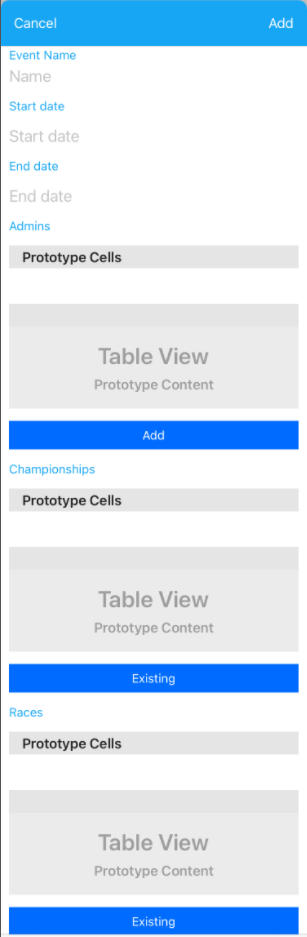 Cancel Add
Event Name
Name
Start date
Start date
End date
End date
Admins
Prototype Cells
Table View
Prototype Content
Add
Championships
Prototype Cells
Table View
Prototype Content
Existing
Races
Prototype Cells
Table View
Prototype Content
Existing